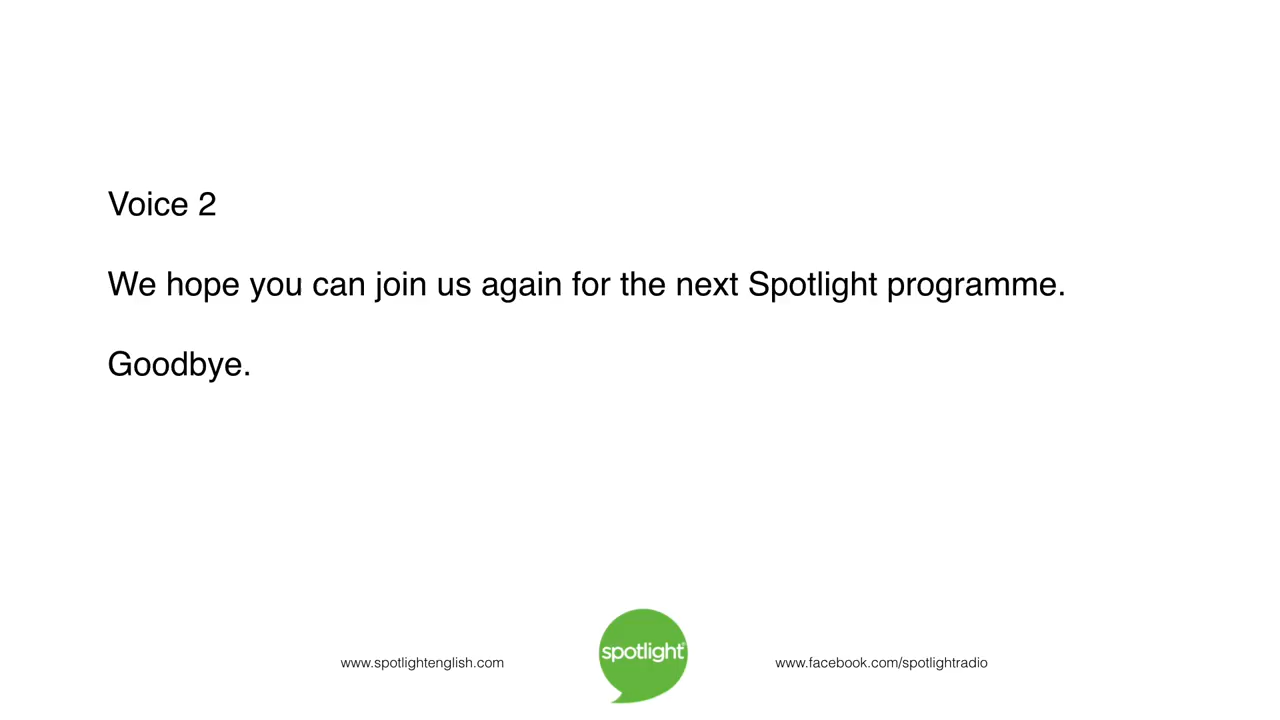 Voice 2
We hope you can join us again for the next Spotlight programme.
Goodbye.
www.spotlightenglish.com
spotlight
www.facebook.com/spotlightradio